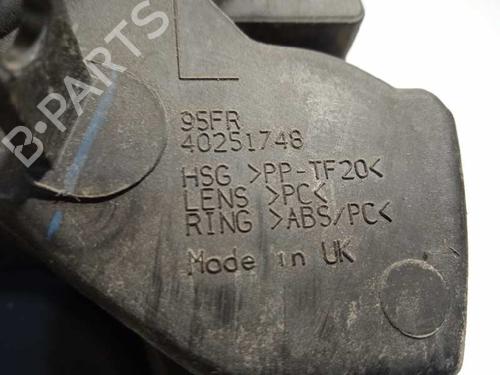 95FR
40251748
HSG >PP-TF20<
LENS >PC<
RING >ABS/PC<
Made in UK
B-PARTS